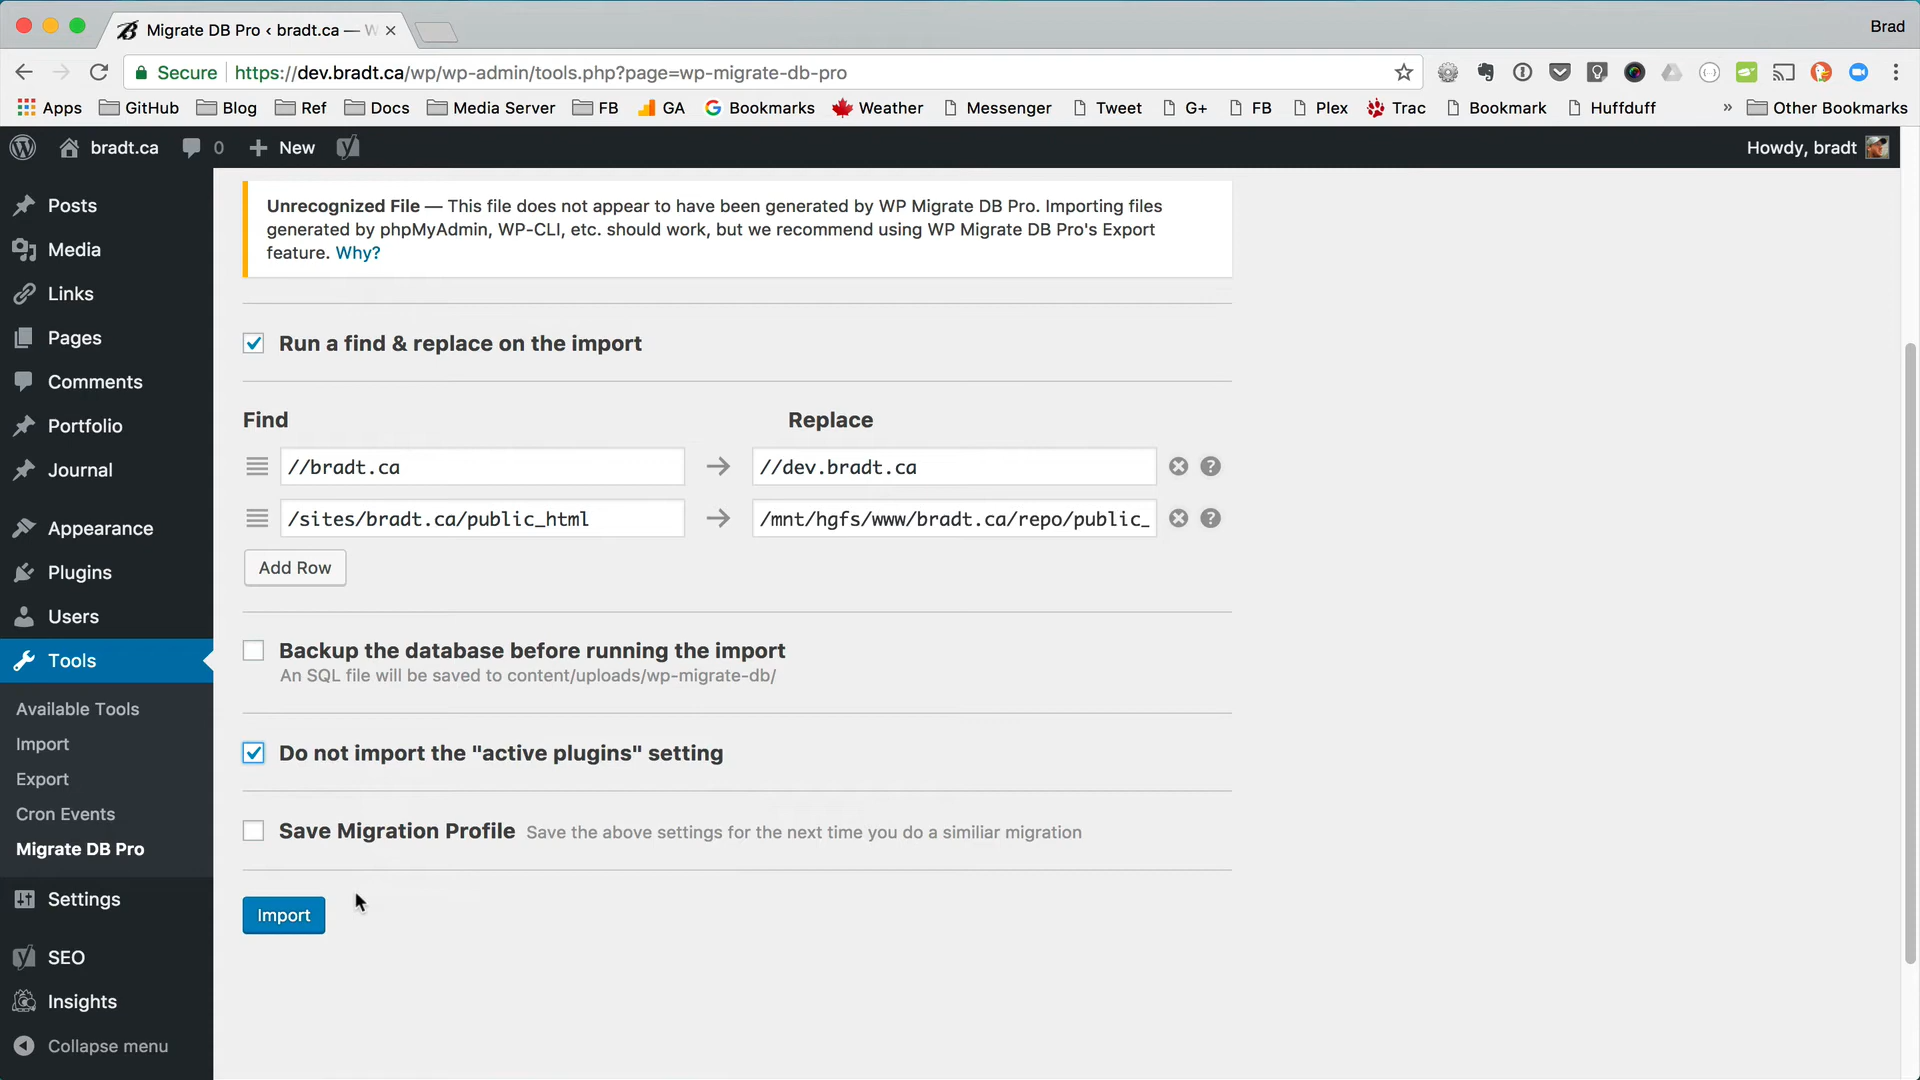 Migrate DB Pro ‹ bradt.ca — W
Brad
Secure
https://dev.bradt.ca/wp/wp-admin/tools.php?page=wp-migrate-db-pro
Apps
GitHub
Blog
Ref
Docs
Media Server
FB
GA
Bookmarks
Weather
Messenger
Tweet
G+
FB
Plex
Trac
Bookmark
Huffduff
»
Other Bookmarks
bradt.ca
0
New
Howdy, bradt
Posts
Media
Links
Pages
Comments
Portfolio
Journal
Appearance
Plugins
Users
Tools
Available Tools
Import
Export
Cron Events
Migrate DB Pro
Settings
SEO
Insights
Collapse menu
Unrecognized File — This file does not appear to have been generated by WP Migrate DB Pro. Importing files
generated by phpMyAdmin, WP-CLI, etc. should work, but we recommend using WP Migrate DB Pro's Export
feature. Why?
Run a find & replace on the import
Find
Replace
//bradt.ca
//dev.bradt.ca
/sites/bradt.ca/public_html
/mnt/hgfs/www/bradt.ca/repo/public_
Add Row
Backup the database before running the import
An SQL file will be saved to content/uploads/wp-migrate-db/
Do not import the "active plugins" setting
Save Migration Profile Save the above settings for the next time you do a similiar migration
Import